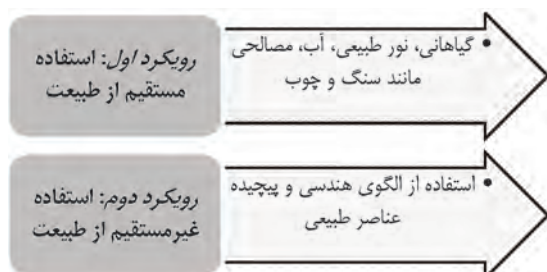 رویکرد اول: استفاده
مستقیم از طبیعت
• گیاهانی، نور طبیعی، آب، مصالحی
مانند سنگ و چوب
رویکرد دوم: استفاده
غیرمستقیم از طبیعت
• استفاده از الگوی هندسی و پیچیده
عناصر طبیعی